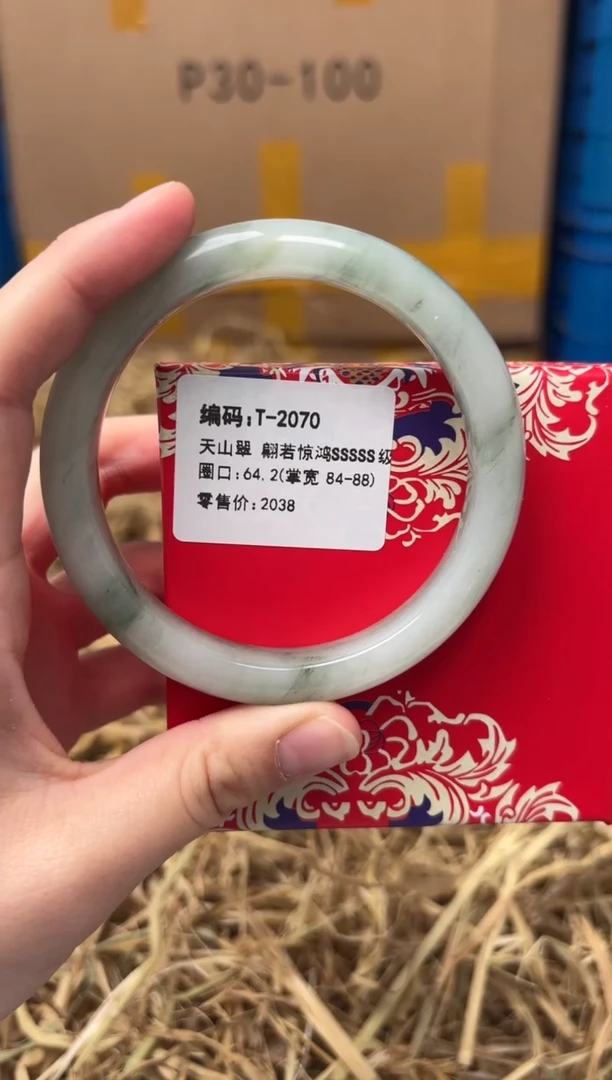 P30-100
编码:T-2070
天山翠 翩若惊鸿SSSSS级
圈口:64.2(掌宽 84-88)
零售价:2038